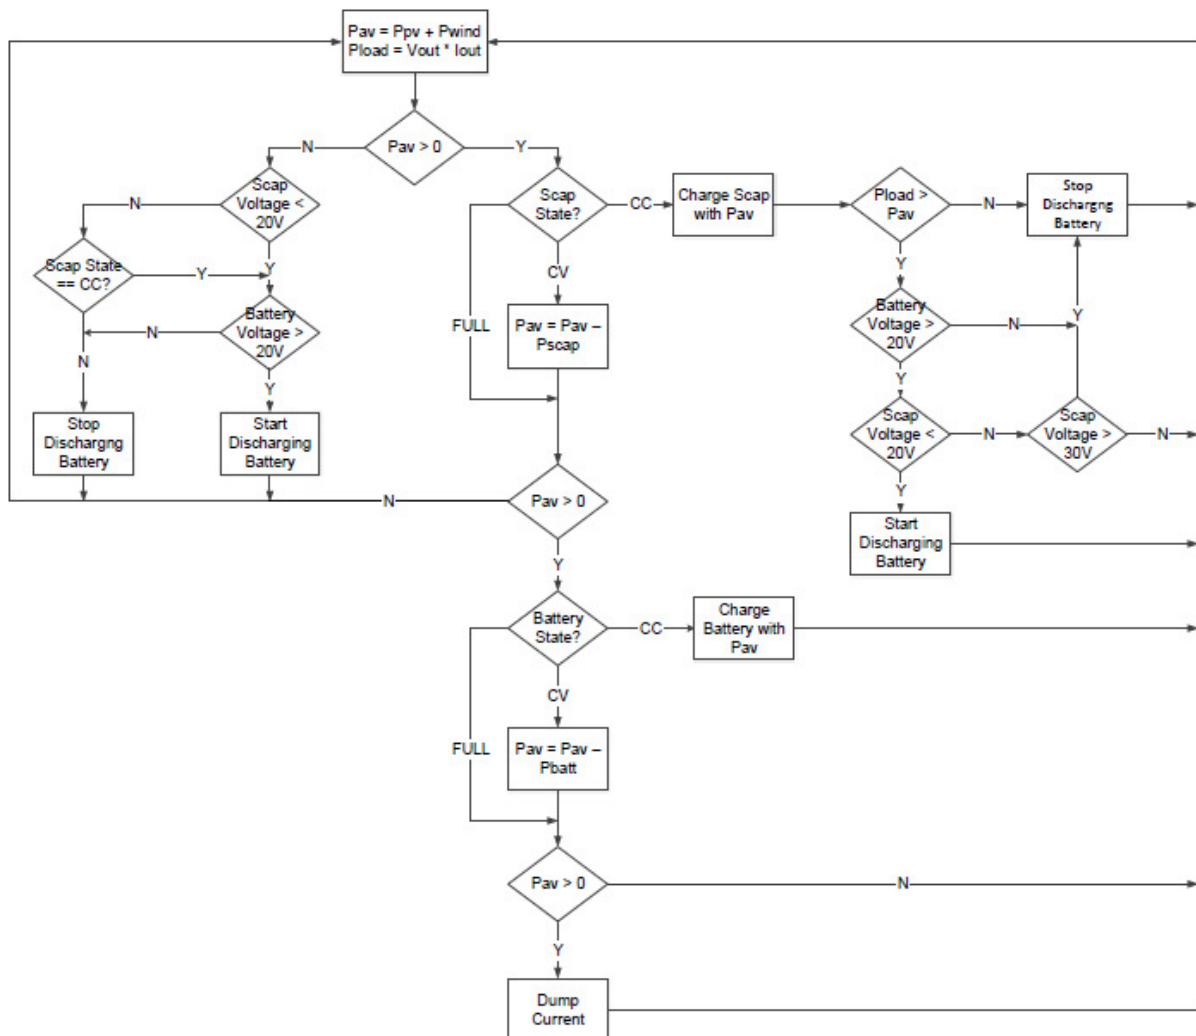 Pav = Ppv + Pwind
Pload = Vout * Iout
Pav > 0
N
Y
Scap
Voltage <
20V
N
Y
Scap State
== CC?
Y
N
Battery
Voltage >
20V
N
Y
Stop
Dischargng
Battery
Start
Discharging
Battery
Scap
State?
CC
CV
FULL
Charge Scap
with Pav
Pload >
Pav
N
Y
Stop
Dischargng
Battery
Battery
Voltage >
20V
N
Y
Y
Scap
Voltage <
20V
N
Y
Scap
Voltage >
30V
N
Start
Discharging
Battery
Pav = Pav –
Pscap
Pav > 0
N
Y
Battery
State?
CC
CV
FULL
Charge
Battery with
Pav
Pav = Pav –
Pbatt
Pav > 0
N
Y
Dump
Current